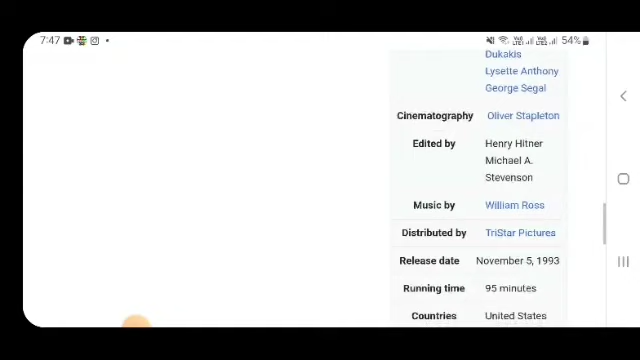 7:47 54%
Dukakis
Lysette Anthony
George Segal
Cinematography Oliver Stapleton
Edited by Henry Hitner
Michael A.
Stevenson
Music by William Ross
Distributed by TriStar Pictures
Release date November 5, 1993
Running time 95 minutes
Countries United States